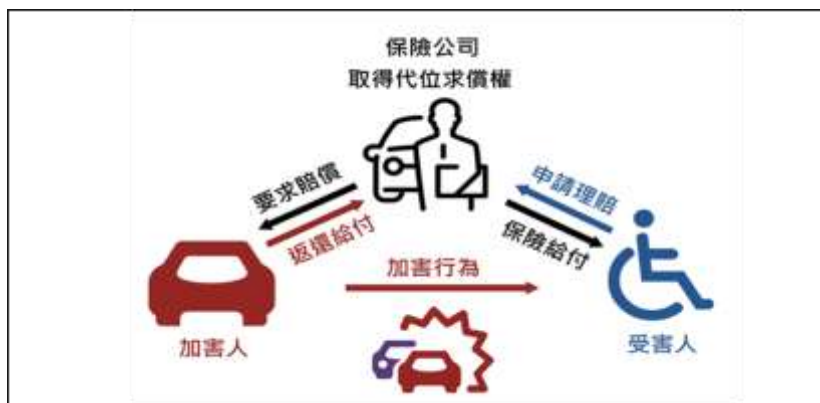 保險公司
取得代位求償權
要求賠償
返還給付
申請理賠
保險給付
加害行為
加害人
受害人